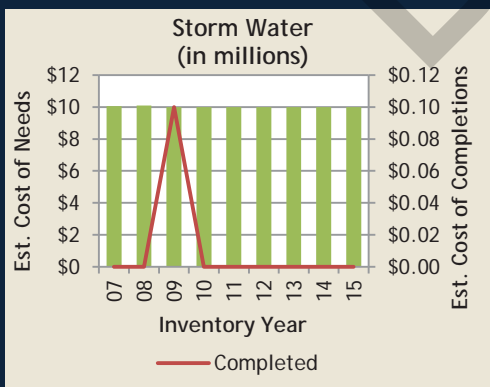 Storm Water
(in millions)
Est. Cost of Needs
$12
$10
$8
$6
$4
$2
$0
$0.12
$0.10
$0.08
$0.06
$0.04
$0.02
$0.00
Est. Cost of Completions
07 08 09 10 11 12 13 14 15
Inventory Year
Completed